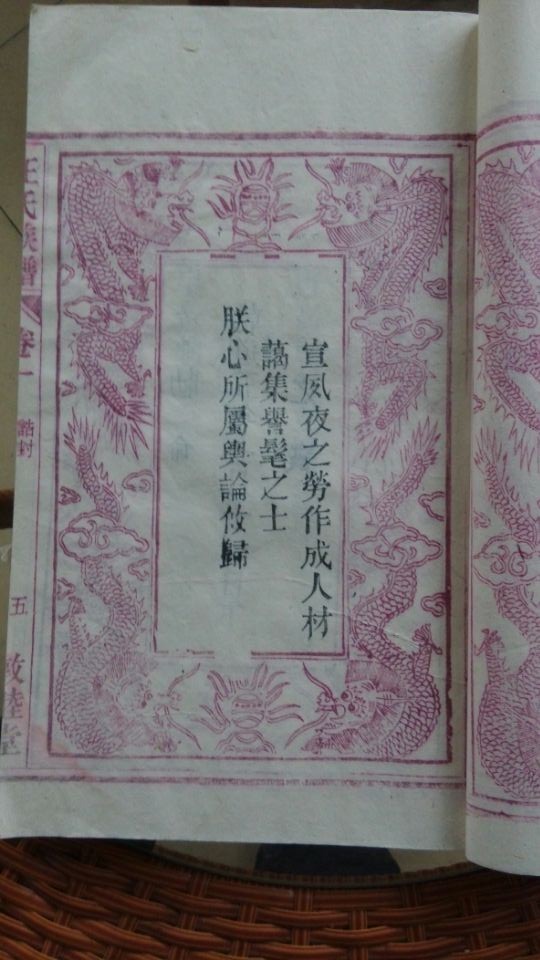 宣夙夜之勞作成人材
藹集譽髦之士
朕心所屬輿論攸歸
王氏族譜
卷一
誥封
五
敦睦堂